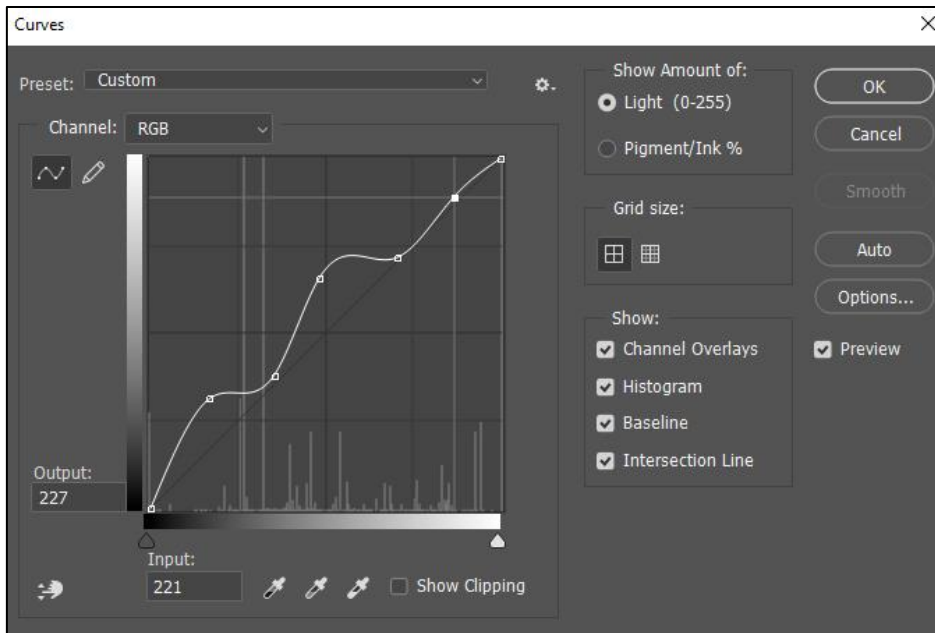 Curves
Preset: Custom
Channel: RGB
Output:
227
Input:
221
Show Clipping
Show Amount of:
Light (0-255)
Pigment/Ink %
Grid size:
Show:
Channel Overlays
Histogram
Baseline
Intersection Line
OK
Cancel
Smooth
Auto
Options...
Preview